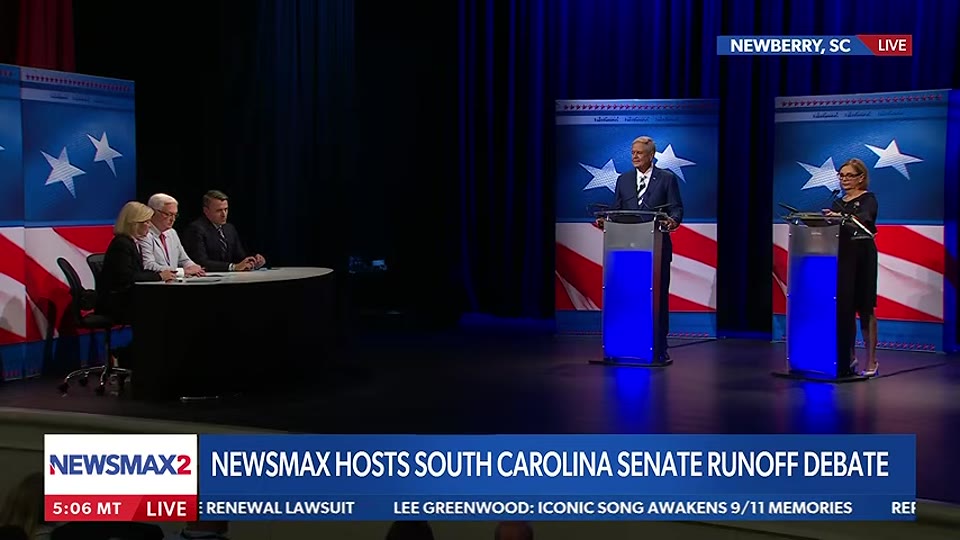 NEWBERRY, SC LIVE
NEWSMAX2
NEWSMAX HOSTS SOUTH CAROLINA SENATE RUNOFF DEBATE
5:06 MT LIVE
E RENEWAL LAWSUIT LEE GREENWOOD: ICONIC SONG AWAKENS 9/11 MEMORIES REF